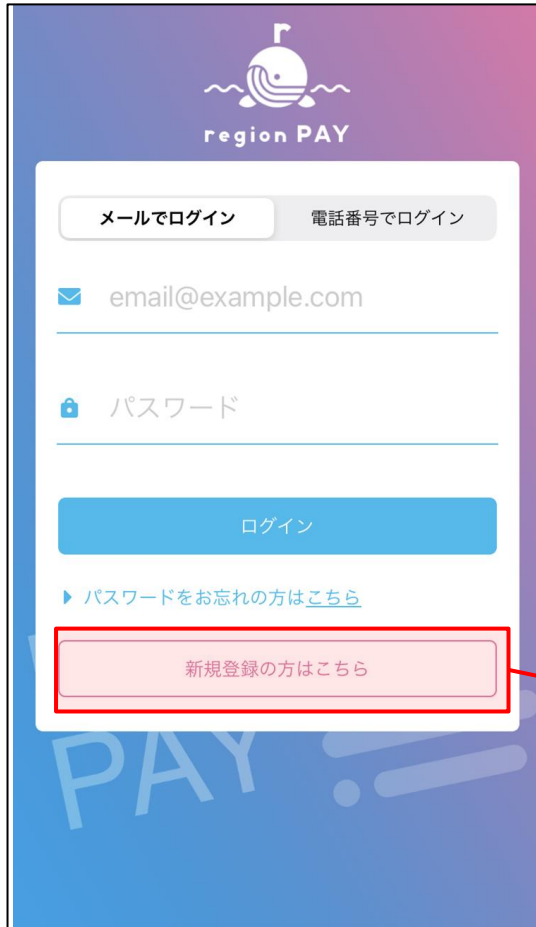 r
region PAY
メールでログイン 電話番号でログイン
email@example.com
パスワード
ログイン
パスワードをお忘れの方はこちら
新規登録の方はこちら
PAY